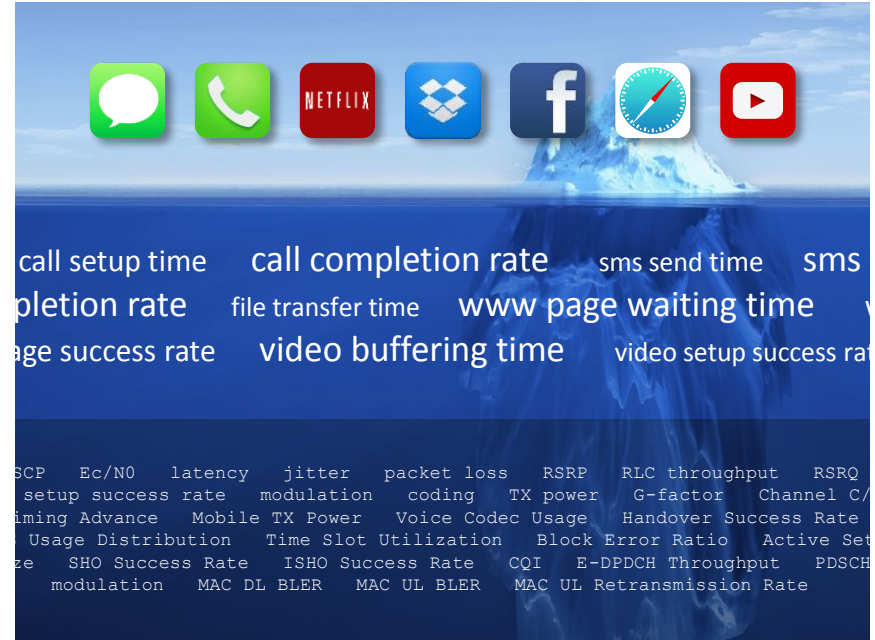 NETFLIX
f
call setup time call completion rate sms send time sms
pletion rate file transfer time www page waiting time
age success rate video buffering time video setup success rat
SCP Ec/N0 latency jitter packet loss RSRP RLC throughput RSRQ
setup success rate modulation coding TX power G-factor Channel C/
iming Advance Mobile TX Power Voice Codec Usage Handover Success Rate
Usage Distribution Time Slot Utilization Block Error Ratio Active Set
ze SHO Success Rate ISHO Success Rate CQI E-DPDCH Throughput PDSCH
modulation MAC DL BLER MAC UL BLER MAC UL Retransmission Rate